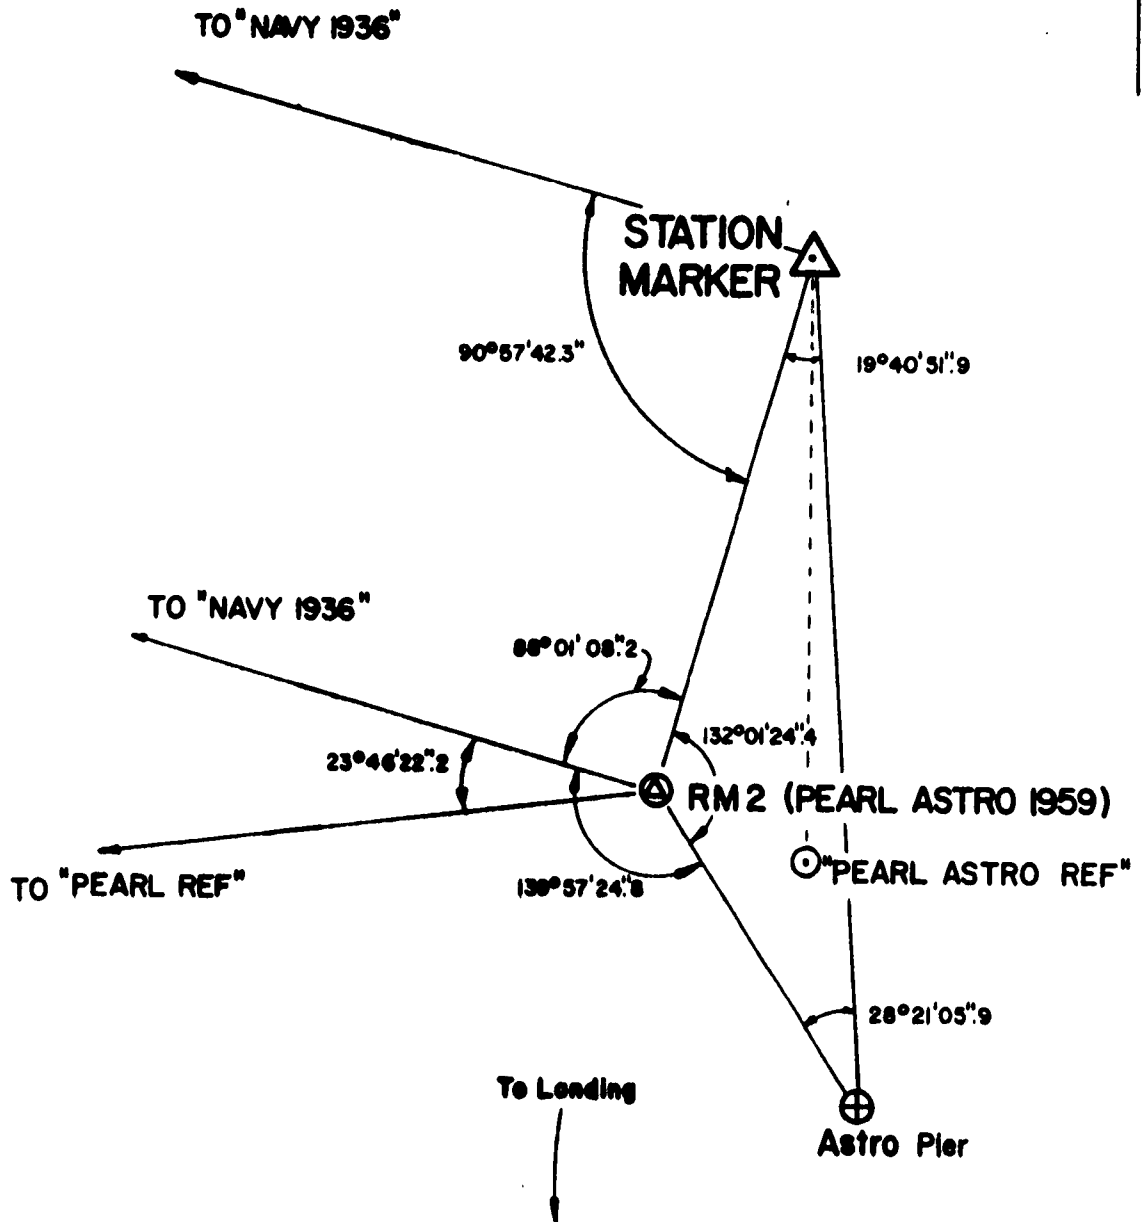 TO "NAVY 1936"
STATION
MARKER
90°57'42.3"
19°40'51".9
TO "NAVY 1936"
88°01'08".2
132°01'24".4
23°46'22".2
RM 2 (PEARL ASTRO 1959)
TO "PEARL REF"
139°57'24".8
"PEARL ASTRO REF"
28°21'05".9
To Landing
Astro Pier